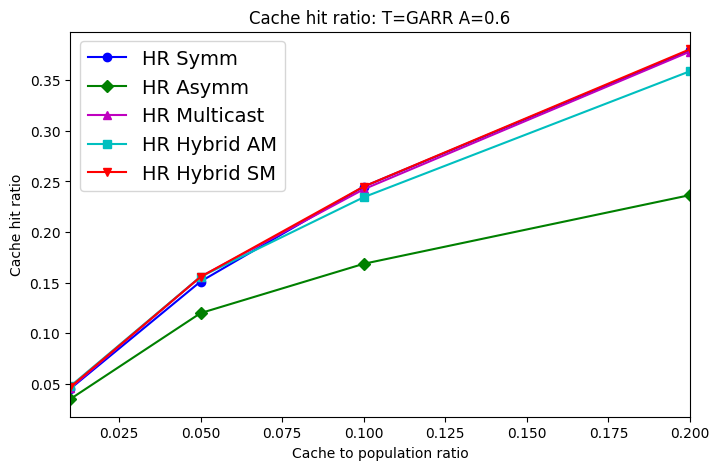 Cache hit ratio: T=GARR A=0.6
HR Symm
HR Asymm
HR Multicast
HR Hybrid AM
HR Hybrid SM
Cache hit ratio
0.35
0.30
0.25
0.20
0.15
0.10
0.05
0.025
0.050
0.075
0.100
0.125
0.150
0.175
0.200
Cache to population ratio